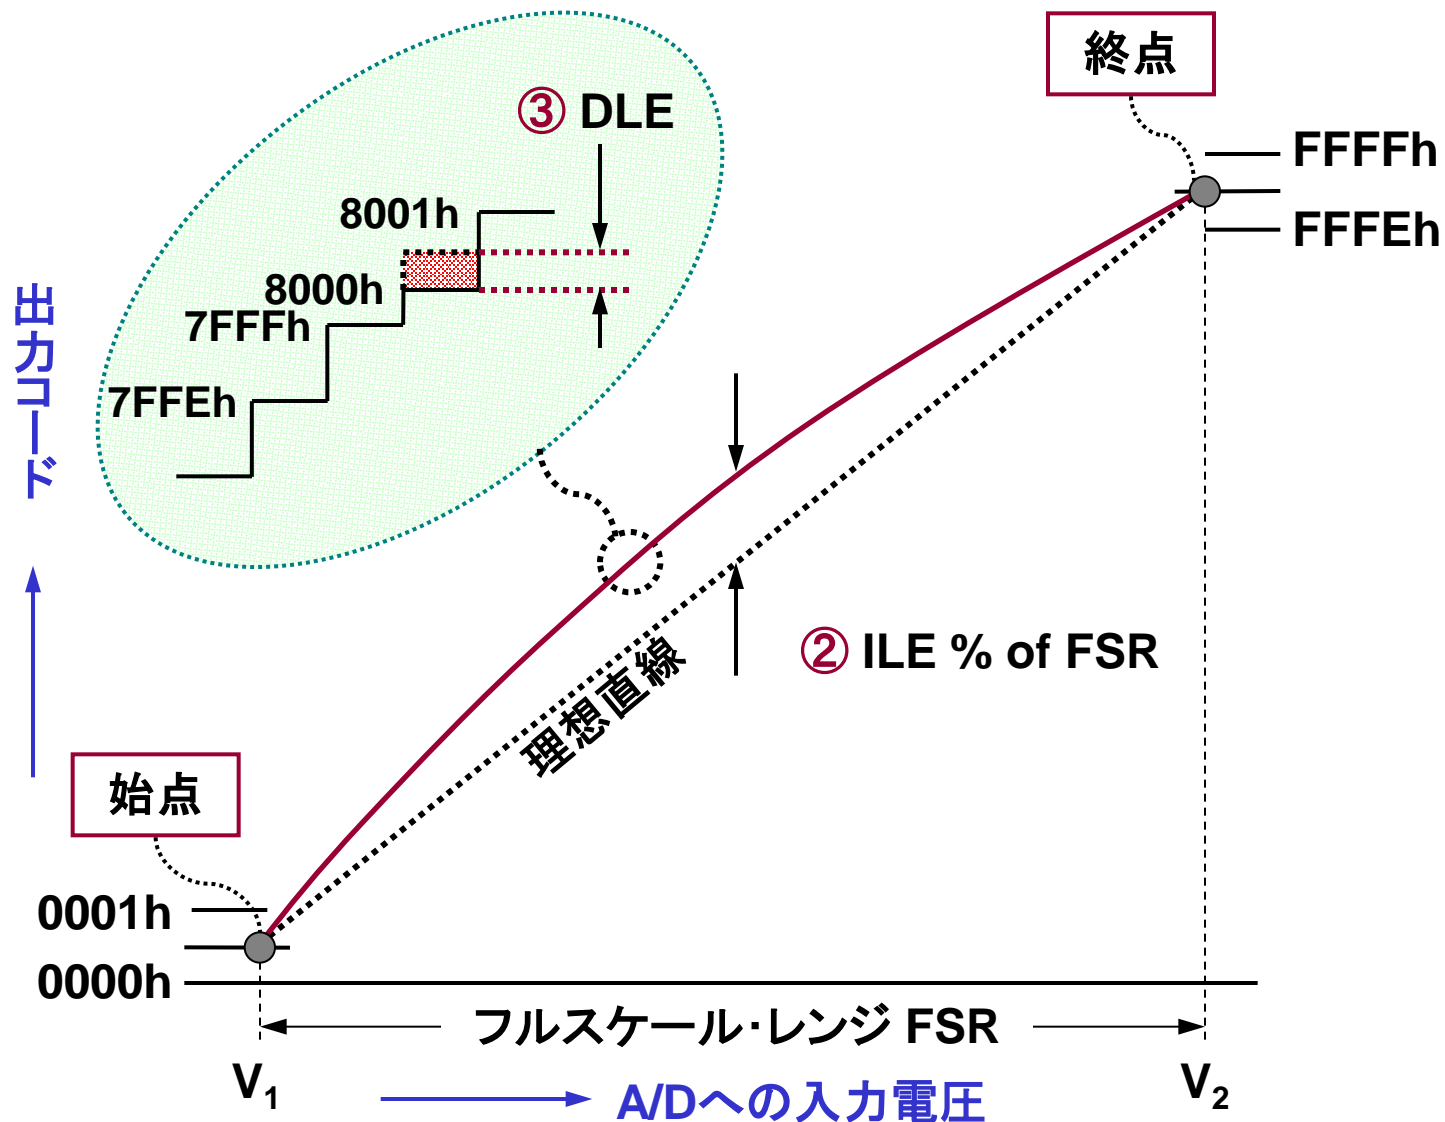 終点
③ DLE
FFFFh
8001h
FFFEh
8000h
7FFFh
7FFEh
出力コード
② ILE % of FSR
理想直線
始点
0001h
0000h
フルスケール・レンジ FSR
V1
V2
A/Dへの入力電圧